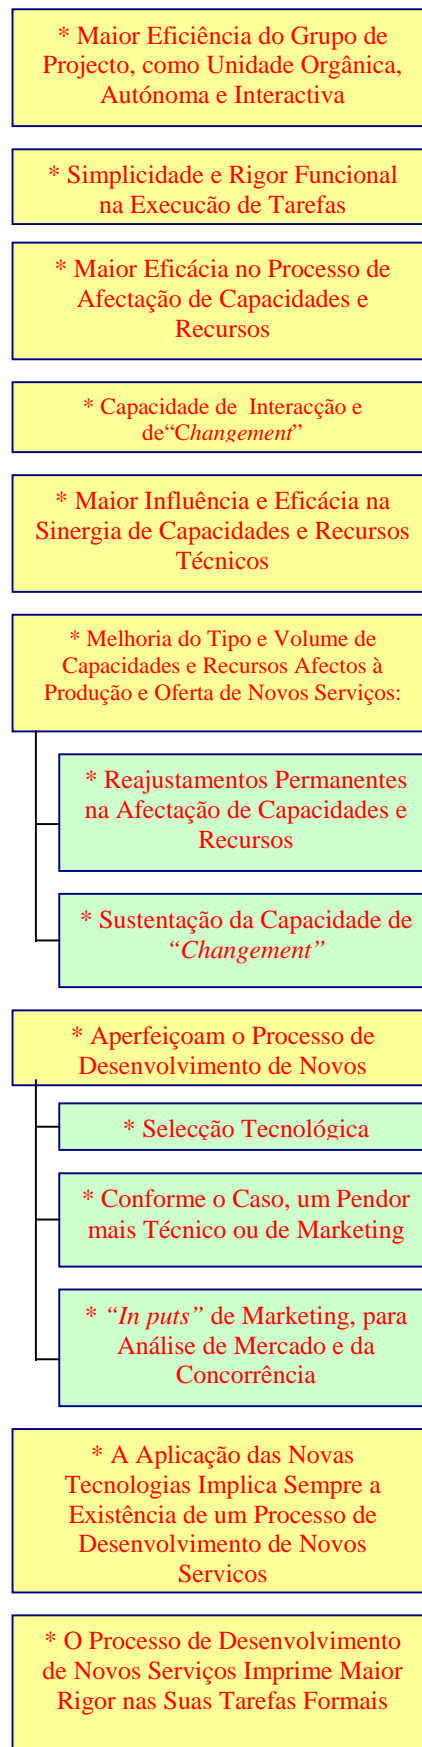 * Maior Eficiência do Grupo de
Projecto, como Unidade Orgânica,
Autónoma e Interactiva
* Simplicidade e Rigor Funcional
na Execução de Tarefas
* Maior Eficácia no Processo de
Afectação de Capacidades e
Recursos
* Capacidade de Interacção e
de“Changement”
* Maior Influência e Eficácia na
Sinergia de Capacidades e Recursos
Técnicos
* Melhoria do Tipo e Volume de
Capacidades e Recursos Afectos à
Produção e Oferta de Novos Serviços:
* Reajustamentos Permanentes
na Afectação de Capacidades e
Recursos
* Sustentação da Capacidade de
“Changement”
* Aperfeiçoam o Processo de
Desenvolvimento de Novos
* Selecção Tecnológica
* Conforme o Caso, um Pendor
mais Técnico ou de Marketing
* “In puts” de Marketing, para
Análise de Mercado e da
Concorrência
* A Aplicação das Novas
Tecnologias Implica Sempre a
Existência de um Processo de
Desenvolvimento de Novos
Serviços
* O Processo de Desenvolvimento
de Novos Serviços Imprime Maior
Rigor nas Suas Tarefas Formais